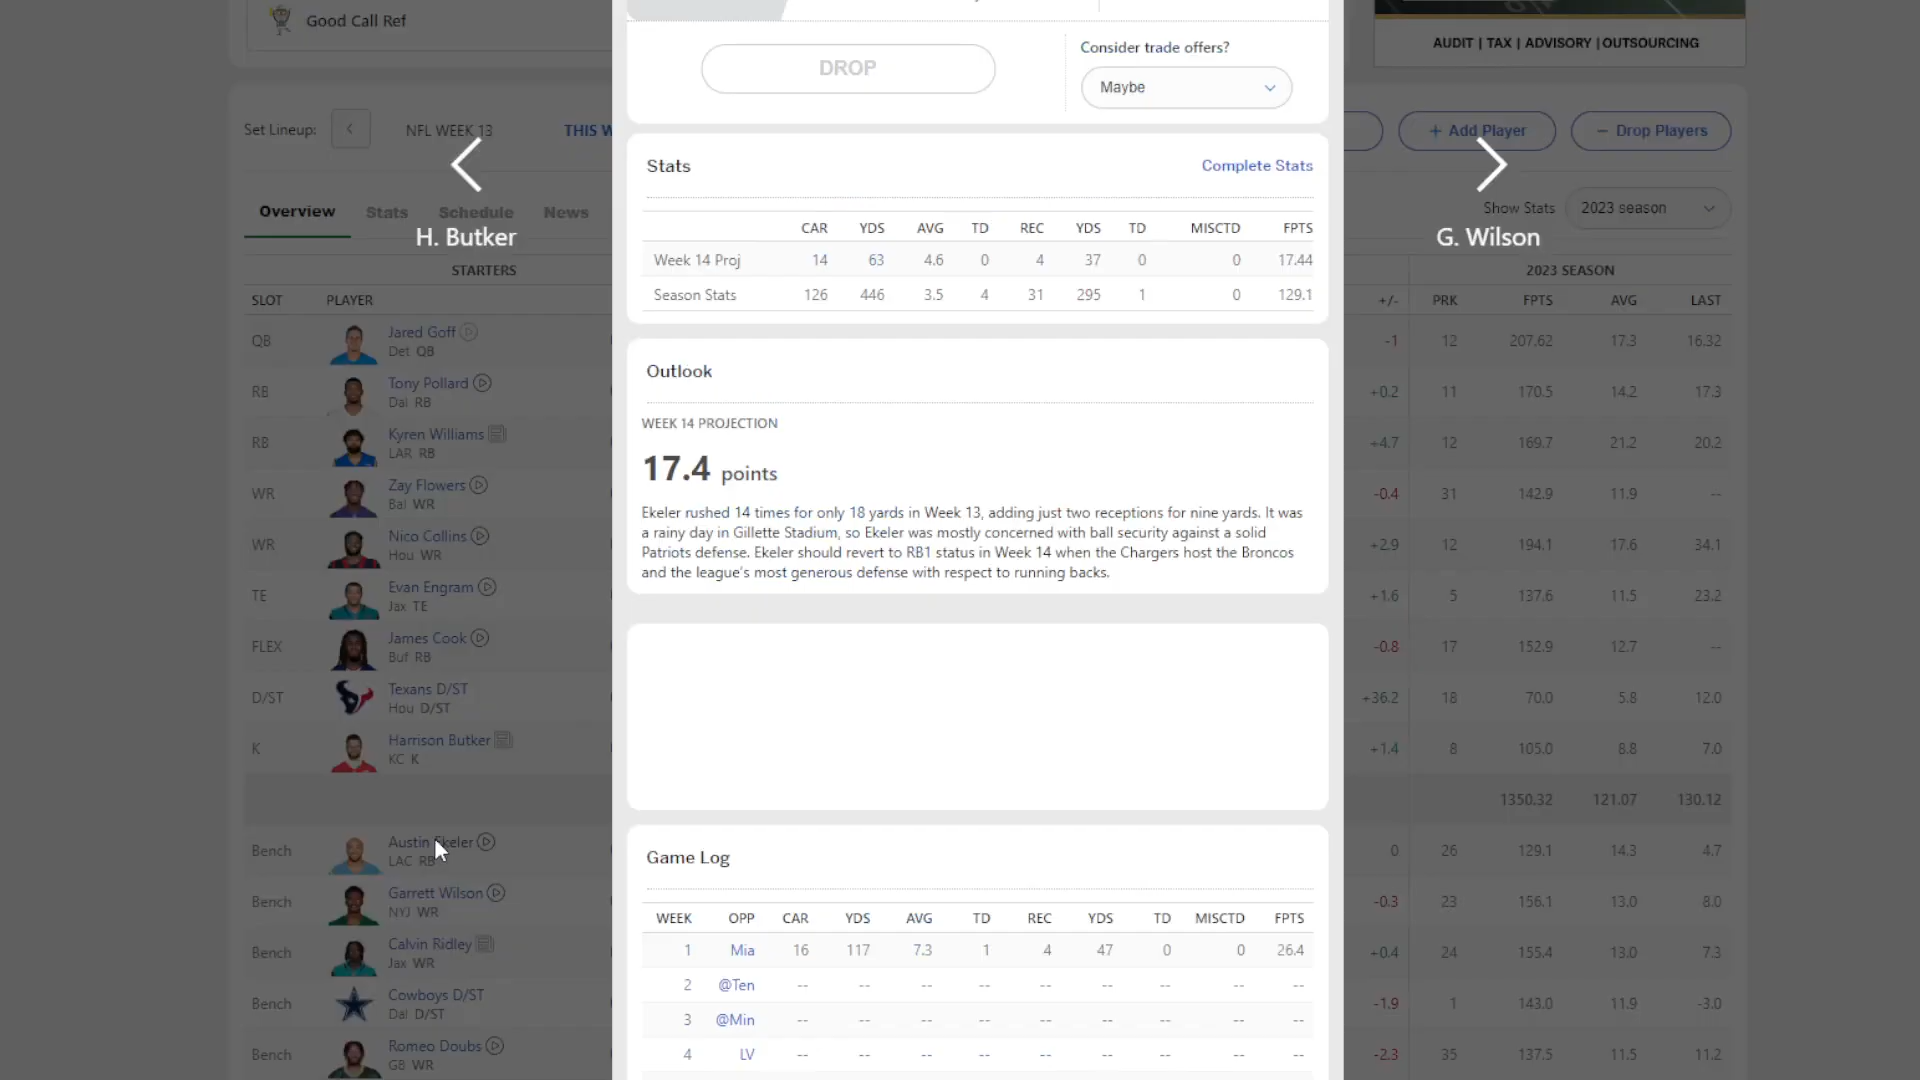 Good Call Ref
AUDIT | TAX | ADVISORY | OUTSOURCING
DROP
Consider trade offers?
Maybe
Set Lineup:
NFL WEEK 13
THIS W
+ Add Player
− Drop Players
Stats
Complete Stats
Overview
Stats
Schedule
News
Show Stats
2023 season
H. Butker
G. Wilson
CAR YDS AVG TD REC YDS TD MISCTD FPTS
Week 14 Proj 14 63 4.6 0 4 37 0 0 17.44
Season Stats 126 446 3.5 4 31 295 1 0 129.1
Outlook
WEEK 14 PROJECTION
17.4 points
Ekeler rushed 14 times for only 18 yards in Week 13, adding just two receptions for nine yards. It was
a rainy day in Gillette Stadium, so Ekeler was mostly concerned with ball security against a solid
Patriots defense. Ekeler should revert to RB1 status in Week 14 when the Chargers host the Broncos
and the league's most generous defense with respect to running backs.
Game Log
WEEK OPP CAR YDS AVG TD REC YDS TD MISCTD FPTS
1 Mia 16 117 7.3 1 4 47 0 0 26.4
2 @Ten -- -- -- -- -- -- -- -- --
3 @Min -- -- -- -- -- -- -- -- --
4 LV -- -- -- -- -- -- -- -- --
STARTERS
2023 SEASON
SLOT PLAYER
+/- PRK FPTS AVG LAST
QB Jared Goff
Det QB
-1 12 207.62 17.3 16.32
RB Tony Pollard
Dal RB
+0.2 11 170.5 14.2 17.3
RB Kyren Williams
LAR RB
+4.7 12 169.7 21.2 20.2
WR Zay Flowers
Bal WR
-0.4 31 142.9 11.9 --
WR Nico Collins
Hou WR
+2.9 12 194.1 17.6 34.1
TE Evan Engram
Jax TE
+1.6 5 137.6 11.5 23.2
FLEX James Cook
Buf RB
-0.8 17 152.9 12.7 --
D/ST Texans D/ST
Hou D/ST
+36.2 18 70.0 5.8 12.0
K Harrison Butker
KC K
+1.4 8 105.0 8.8 7.0
1350.32 121.07 130.12
Bench Austin Ekeler
LAC RB
0 26 129.1 14.3 4.7
Bench Garrett Wilson
NYJ WR
-0.3 23 156.1 13.0 8.0
Bench Calvin Ridley
Jax WR
+0.4 24 155.4 13.0 7.3
Bench Cowboys D/ST
Dal D/ST
-1.9 1 143.0 11.9 -3.0
Bench Romeo Doubs
GB WR
-2.3 35 137.5 11.5 11.2